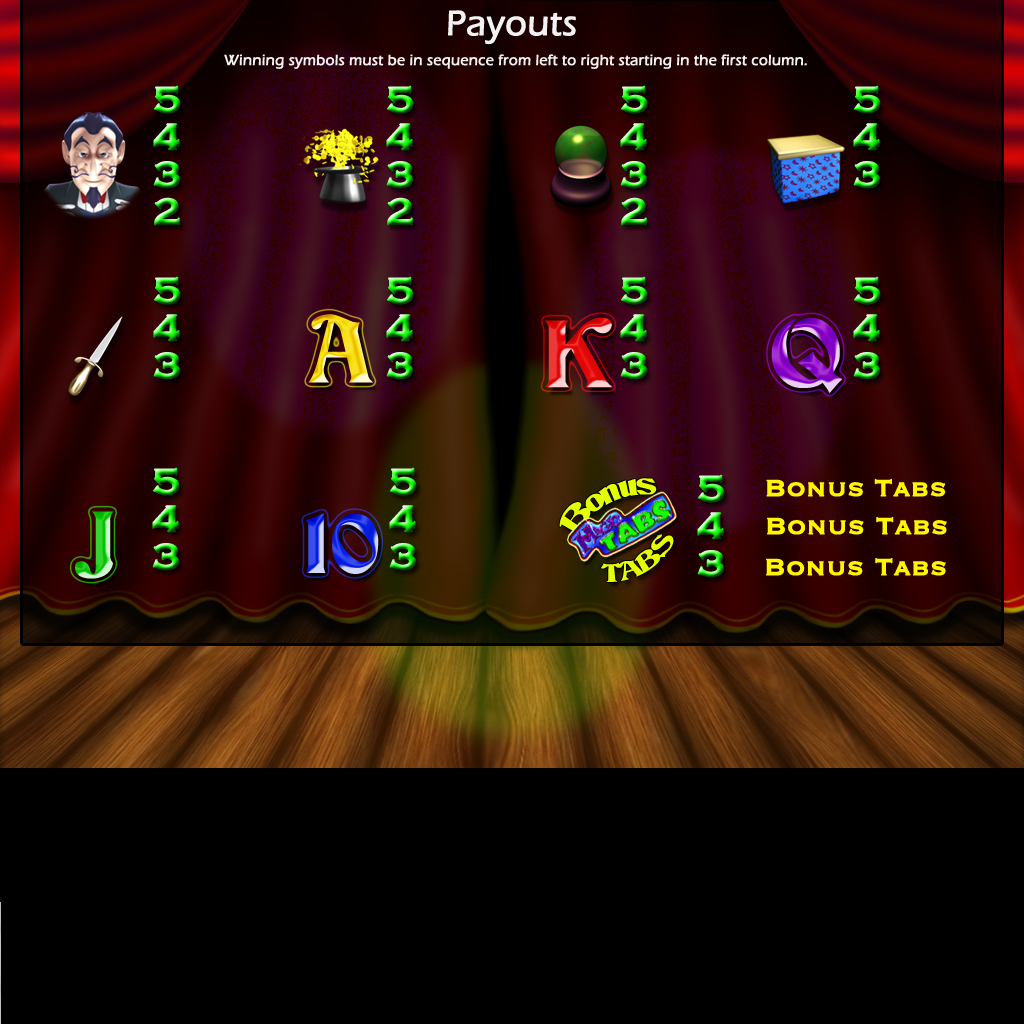 Payouts
Winning symbols must be in sequence from left to right starting in the first column.
5 5 5 5
4 4 4 4
3 3 3 3
2 2 2
5 5 5 5
4 4 4 4
3 3 3 3
A K Q
5 5
4 4
3 3
J 10
Bonus
TABS
TABS
5 Bonus Tabs
4 Bonus Tabs
3 Bonus Tabs